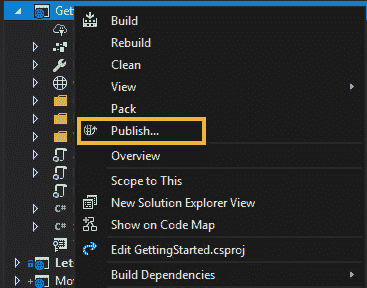 Get
Build
Rebuild
Clean
View
Pack
Publish...
Overview
Scope to This
New Solution Explorer View
Show on Code Map
Edit GettingStarted.csproj
Build Dependencies
C#
C#
Let
Mov